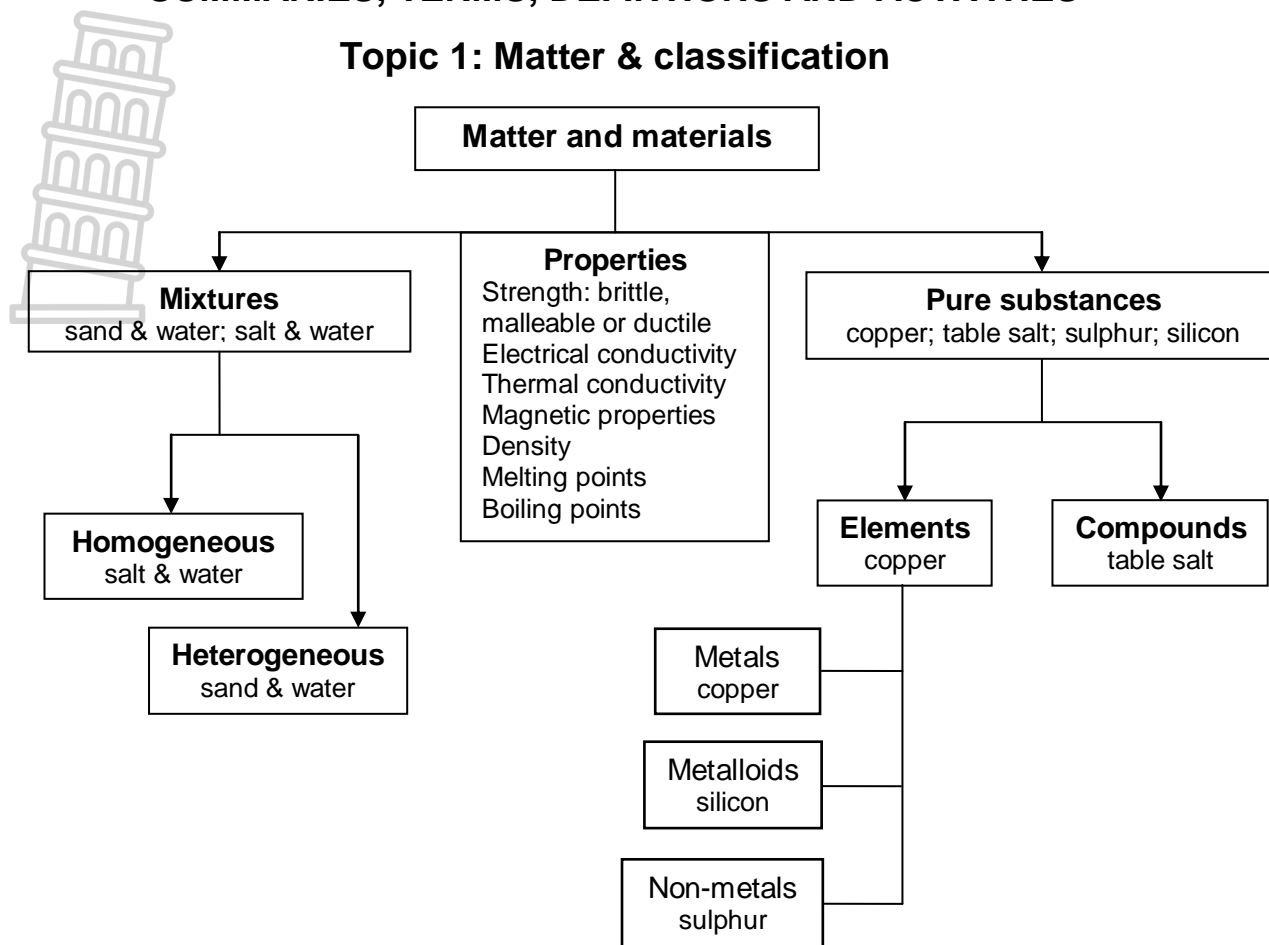 Topic 1: Matter & classification
Matter and materials
Mixtures
sand & water; salt & water
Properties
Strength: brittle,
malleable or ductile
Electrical conductivity
Thermal conductivity
Magnetic properties
Density
Melting points
Boiling points
Pure substances
copper; table salt; sulphur; silicon
Homogeneous
salt & water
Heterogeneous
sand & water
Elements
copper
Compounds
table salt
Metals
copper
Metalloids
silicon
Non-metals
sulphur